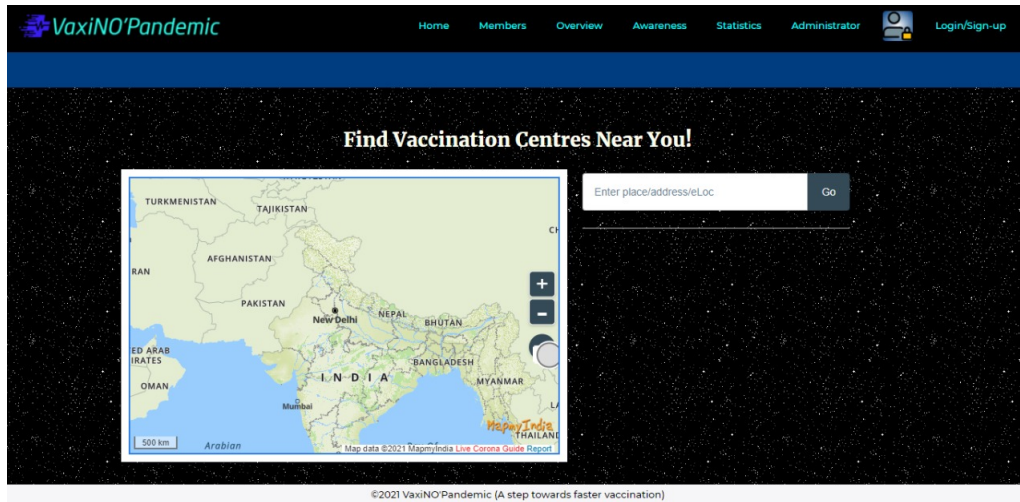 VaxiNO'Pandemic
Home Members Overview Awareness Statistics Administrator Login/Sign-up
Find Vaccination Centres Near You!
Enter place/address/eLoc Go
TURKMENISTAN
TAJIKISTAN
AFGHANISTAN
RAN
PAKISTAN
New Delhi
NEPAL
BHUTAN
ED ARAB
IRATES
BANGLADESH
INDIA
OMAN
MYANMAR
Mumbai
MapmyIndia
THAILAND
500 km
Arabian
Map data ©2021 MapmyIndia Live Corona Guide Report
©2021 VaxiNO'Pandemic (A step towards faster vaccination)